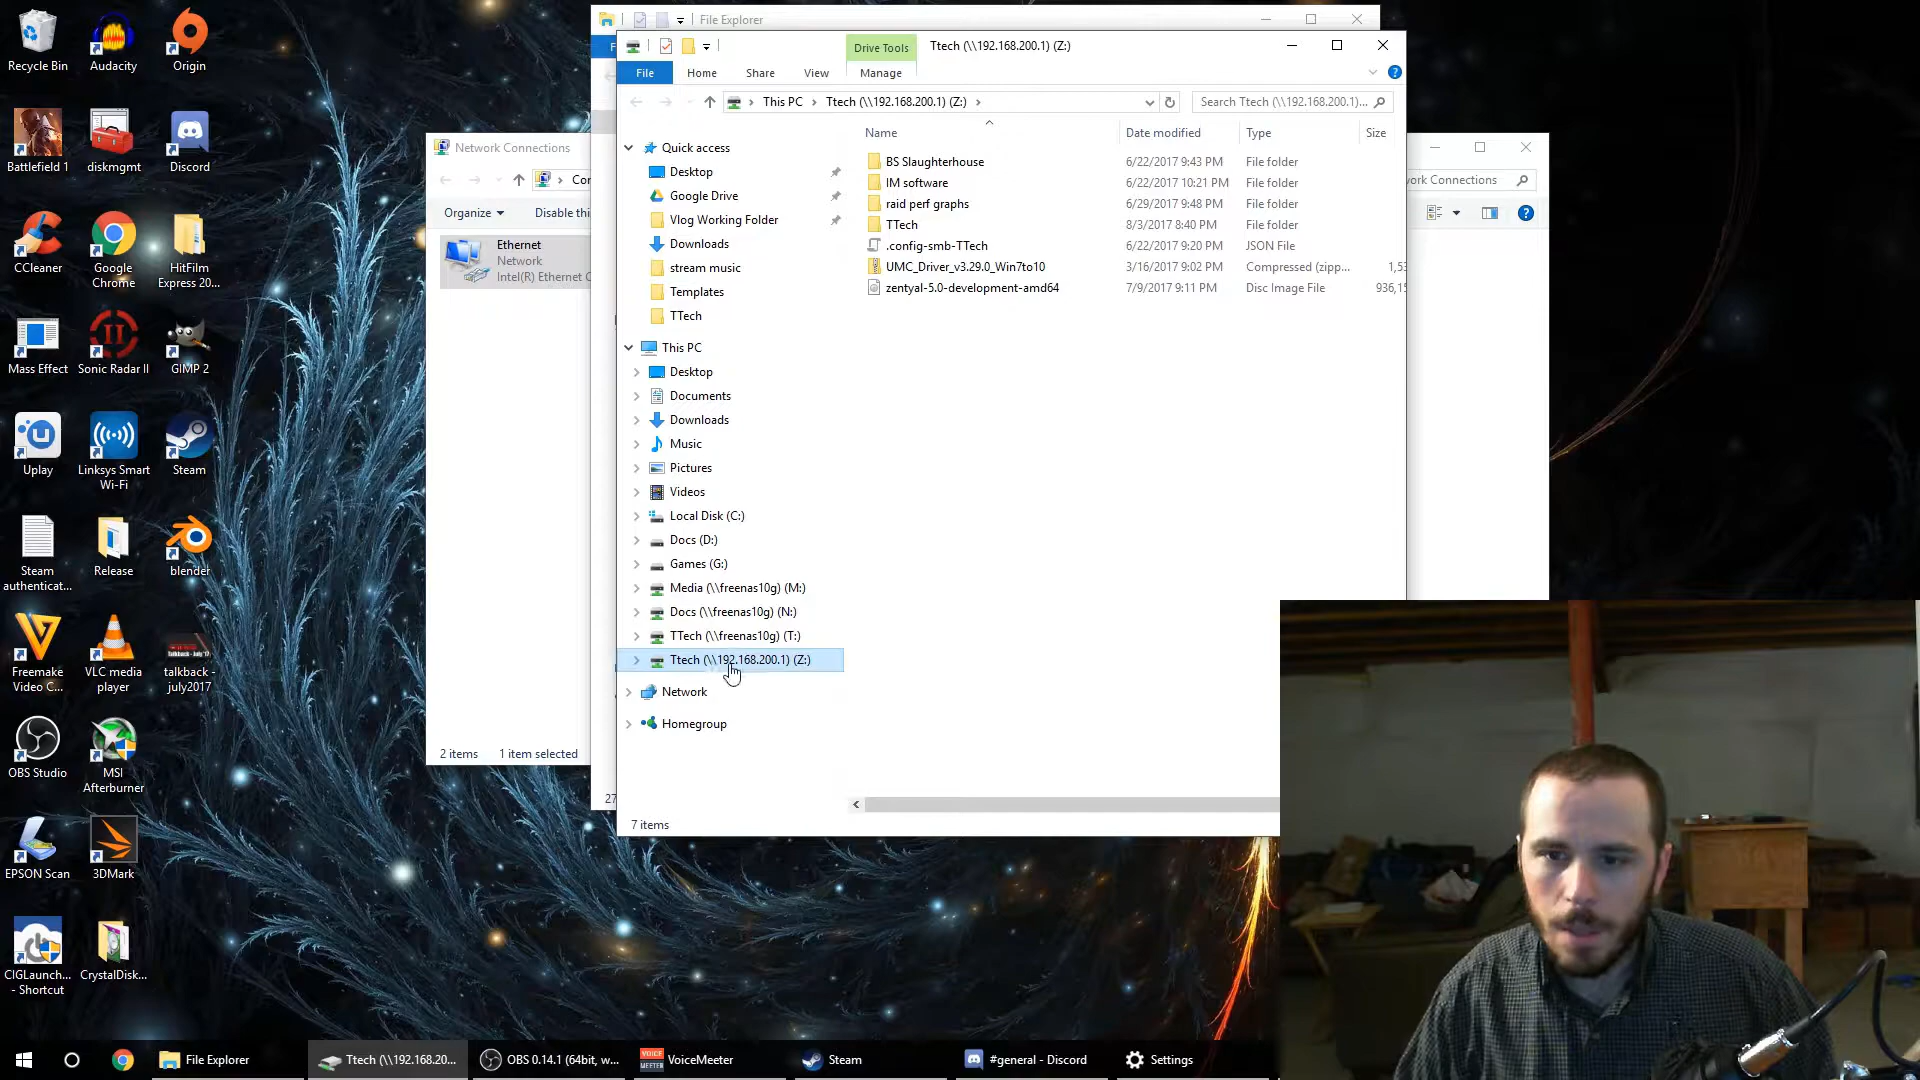 Recycle Bin
Audacity
Origin
Battlefield 1
diskmgmt
Discord
CCleaner
Google
Chrome
HitFilm
Express 20...
Mass Effect
Sonic Radar II
GIMP 2
Uplay
Linksys Smart
Wi-Fi
Steam
Steam
authenticat...
Release
blender
Freemake
Video C...
VLC media
player
talkback -
july2017
OBS Studio
MSI
Afterburner
EPSON Scan
3DMark
CIGLaunch...
- Shortcut
CrystalDisk...
Network Connections
Organize
Disable thi
Ethernet
Network
Intel(R) Ethernet C
2 items
1 item selected
File Explorer
Drive Tools
Ttech (\\192.168.200.1) (Z:)
File
Home
Share
View
Manage
This PC
Ttech (\\192.168.200.1) (Z:)
Search Ttech (\\192.168.200.1)...
Quick access
Desktop
Google Drive
Vlog Working Folder
Downloads
stream music
Templates
TTech
This PC
Desktop
Documents
Downloads
Music
Pictures
Videos
Local Disk (C:)
Docs (D:)
Games (G:)
Media (\\freenas10g) (M:)
Docs (\\freenas10g) (N:)
TTech (\\freenas10g) (T:)
Ttech (\\192.168.200.1) (Z:)
Network
Homegroup
7 items
Name Date modified Type Size
BS Slaughterhouse 6/22/2017 9:43 PM File folder
IM software 6/22/2017 10:21 PM File folder
raid perf graphs 6/29/2017 9:48 PM File folder
TTech 8/3/2017 8:40 PM File folder
.config-smb-TTech 6/22/2017 9:20 PM JSON File
UMC_Driver_v3.29.0_Win7to10 3/16/2017 9:02 PM Compressed (zipp... 1,53
zentyal-5.0-development-amd64 7/9/2017 9:11 PM Disc Image File 936,15
ork Connections
File Explorer
Ttech (\\192.168.20...
OBS 0.14.1 (64bit, w...
VOICE
MEETER
VoiceMeeter
Steam
#general - Discord
Settings